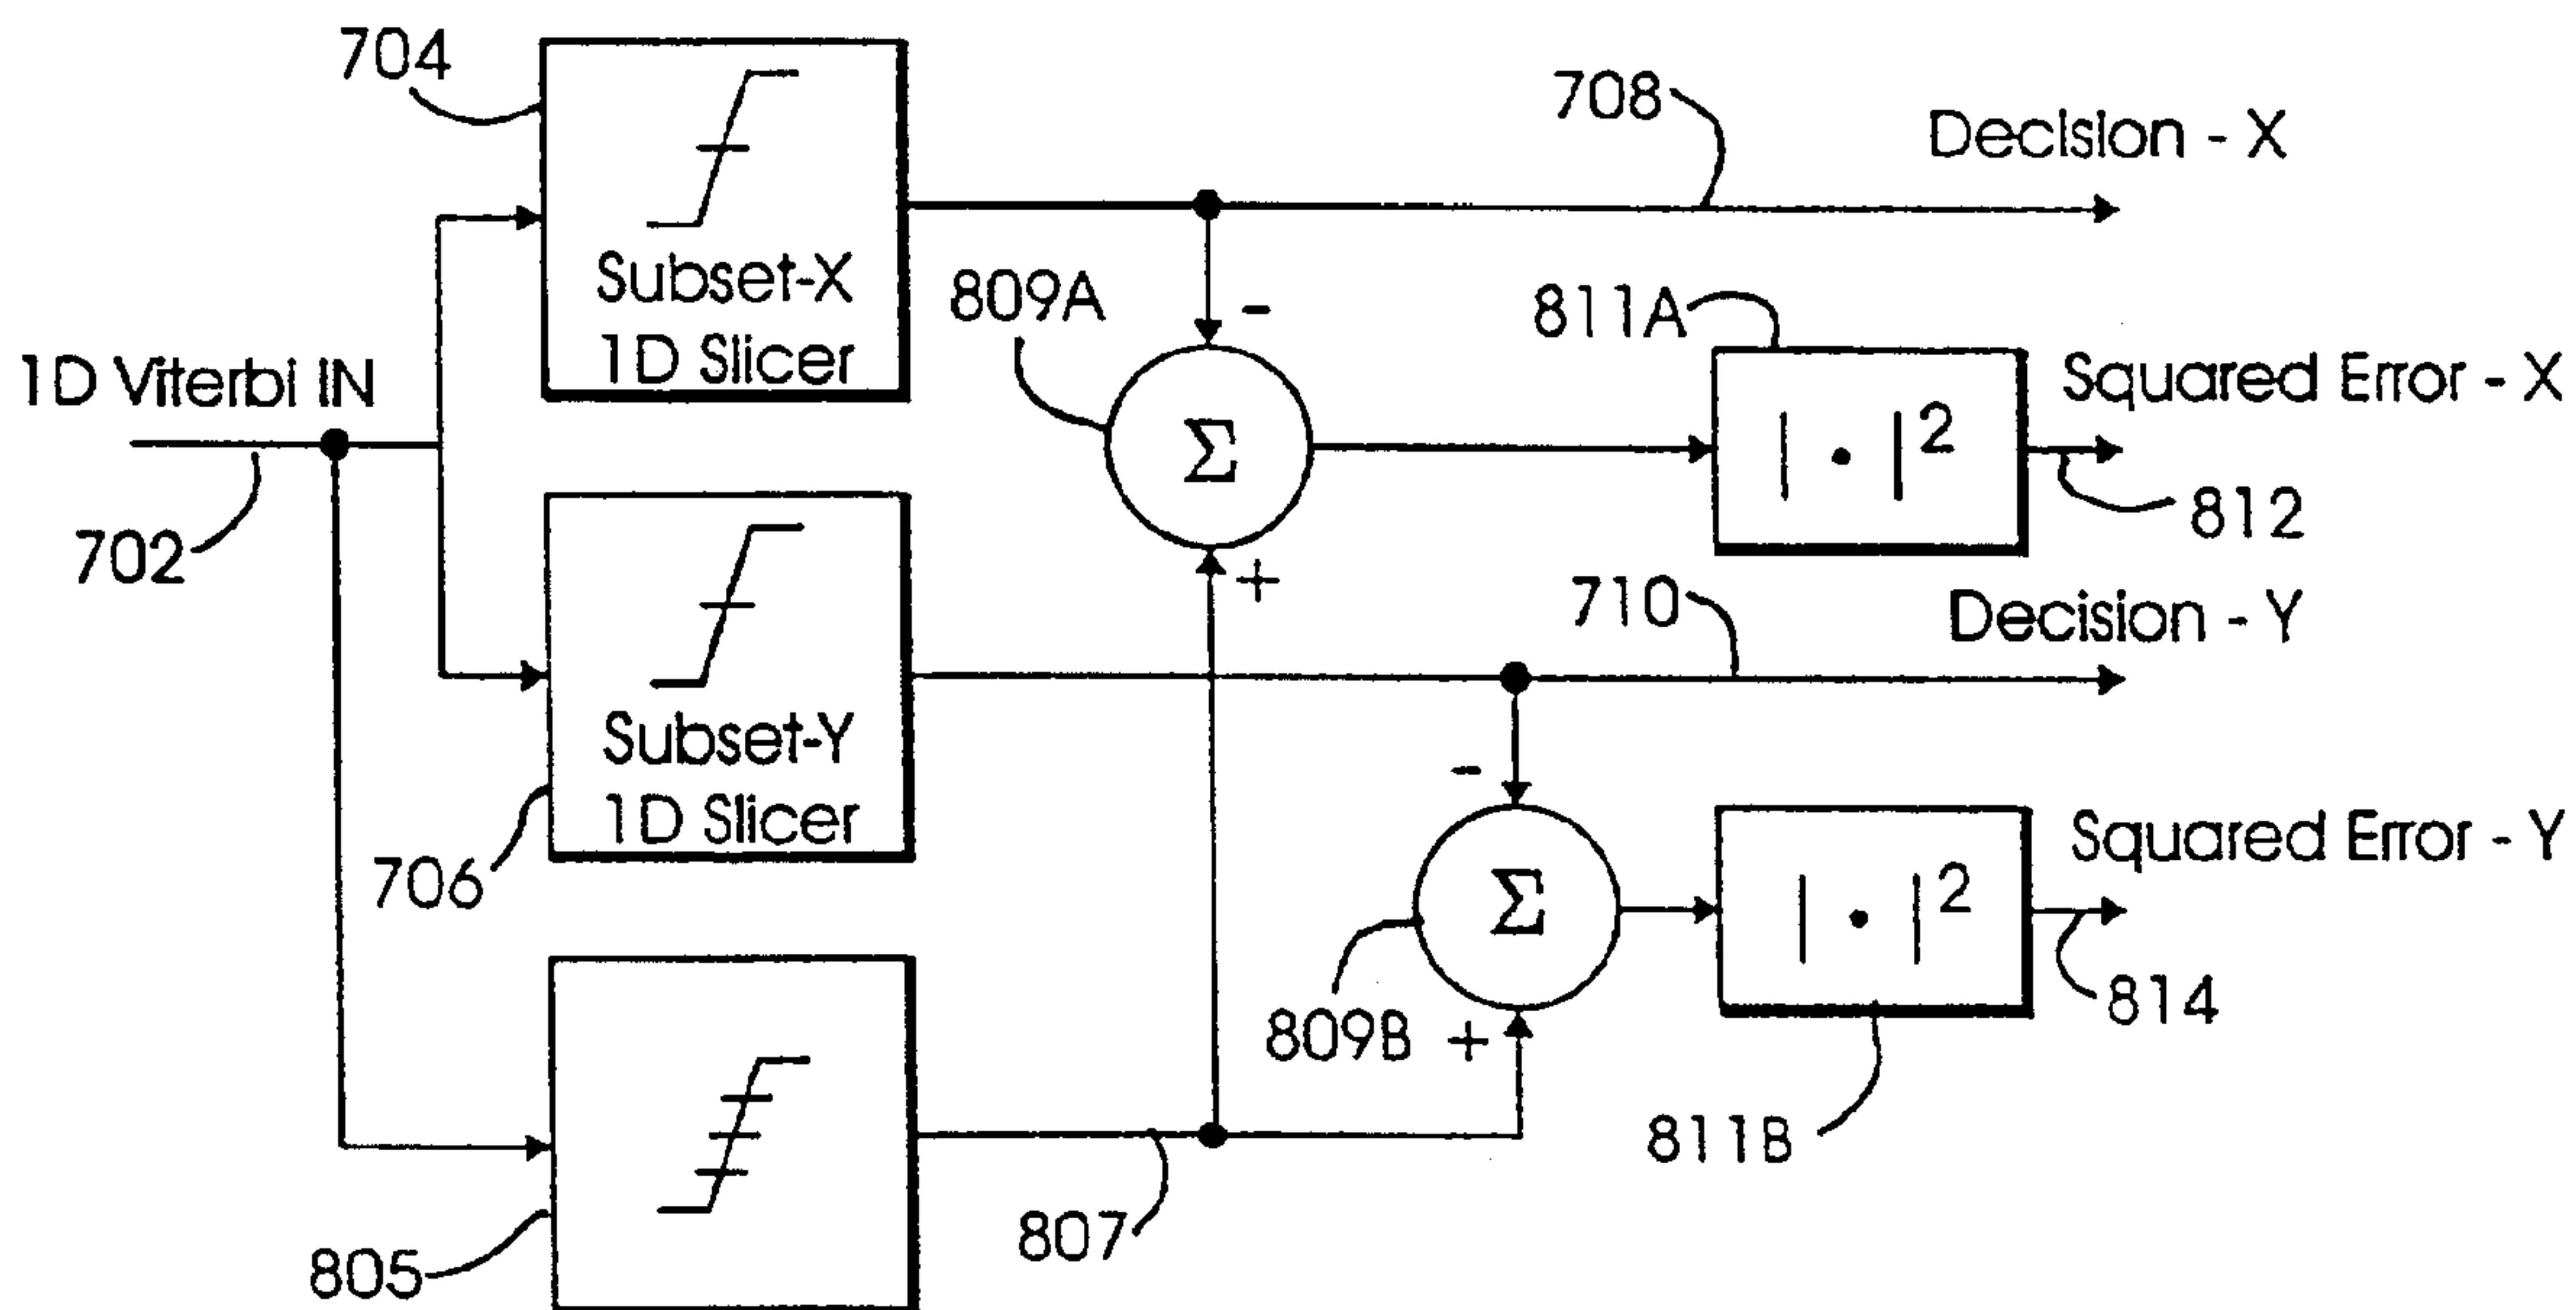 704
708
Decision - X
Subset-X
1D Slicer
-
809A
811A
1D Viterbi IN
Σ
| • |2
Squared Error - X
702
812
+
710
Decision - Y
Subset-Y
1D Slicer
-
706
Σ
| • |2
Squared Error - Y
809B
+
814
811B
807
805